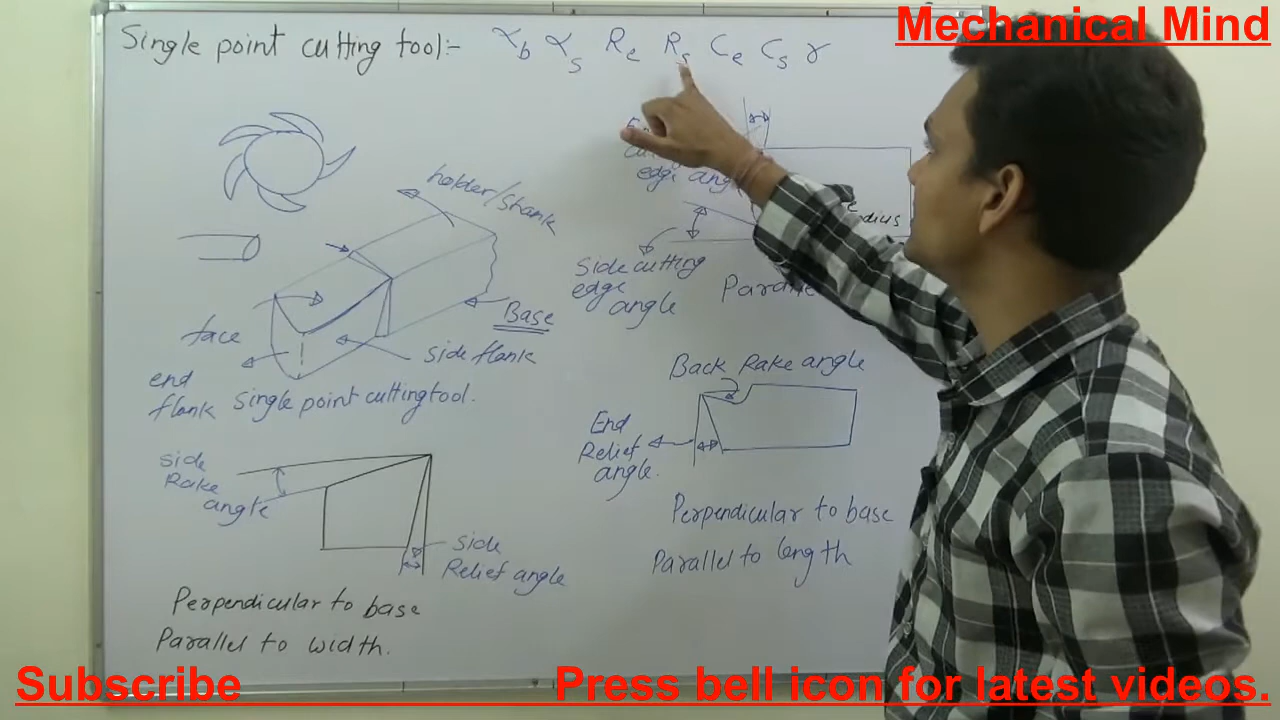 Mechanical Mind
Single point cutting tool:- αb αs Re Rs Ce Cs r
edge angle
holder/shank
Side cutting
edge
angle
Base
face
side flank
end
flank
Single point cutting tool.
Back Rake angle
End
Relief
angle.
side
Rake
angle
side
Relief angle
Perpendicular to base
Parallel to length
Perpendicular to base
Parallel to width.
Subscribe
Press bell icon for latest videos.